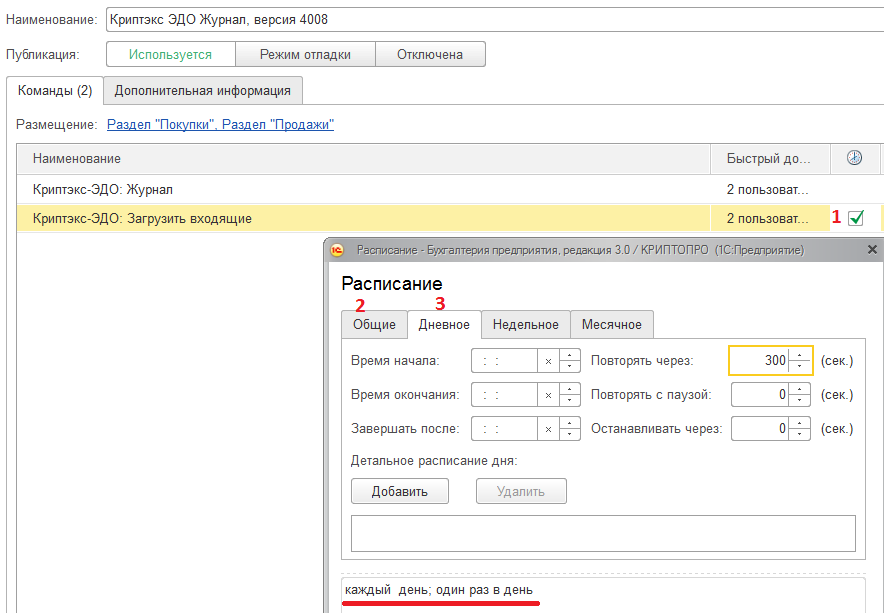 Наименование: Криптэкс ЭДО Журнал, версия 4008
Публикация: Используется Режим отладки Отключена
Команды (2) Дополнительная информация
Размещение: Раздел "Покупки", Раздел "Продажи"
Наименование Быстрый до...
Криптэкс-ЭДО: Журнал 2 пользоват...
Криптэкс-ЭДО: Загрузить входящие 2 пользоват... 1
1С Расписание - Бухгалтерия предприятия, редакция 3.0 / КРИПТОПРО (1С:Предприятие) ×
Расписание
2 3
Общие Дневное Недельное Месячное
Время начала: : : × Повторять через: 300 (сек.)
Время окончания: : : × Повторять с паузой: 0 (сек.)
Завершать после: : : × Останавливать через: 0 (сек.)
Детальное расписание дня:
Добавить Удалить
каждый день; один раз в день